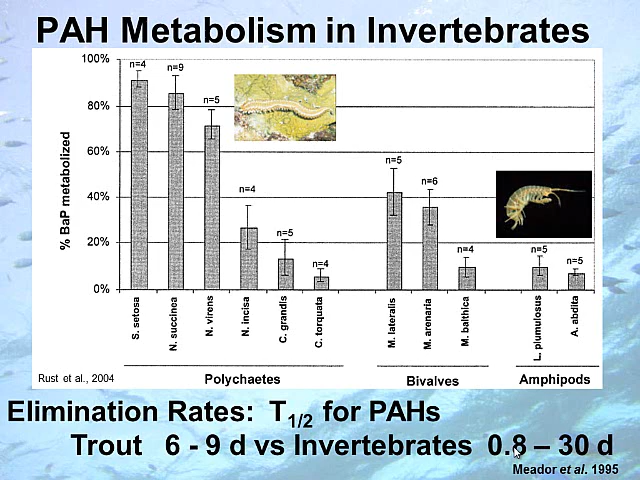 PAH Metabolism in Invertebrates
% BaP metabolized
100%
80%
60%
40%
20%
0%
n=4
n=9
n=5
n=4
n=5
n=4
n=5
n=6
n=4
n=5
n=5
S. setosa
N. succinea
N. virens
N. incisa
C. grandis
C. torquata
M. lateralis
M. arenaria
M. balthica
L. plumulosus
A. abdita
Rust et al., 2004
Polychaetes
Bivalves
Amphipods
Elimination Rates: T1/2 for PAHs
Trout 6 - 9 d vs Invertebrates 0.8 – 30 d
Meador et al. 1995